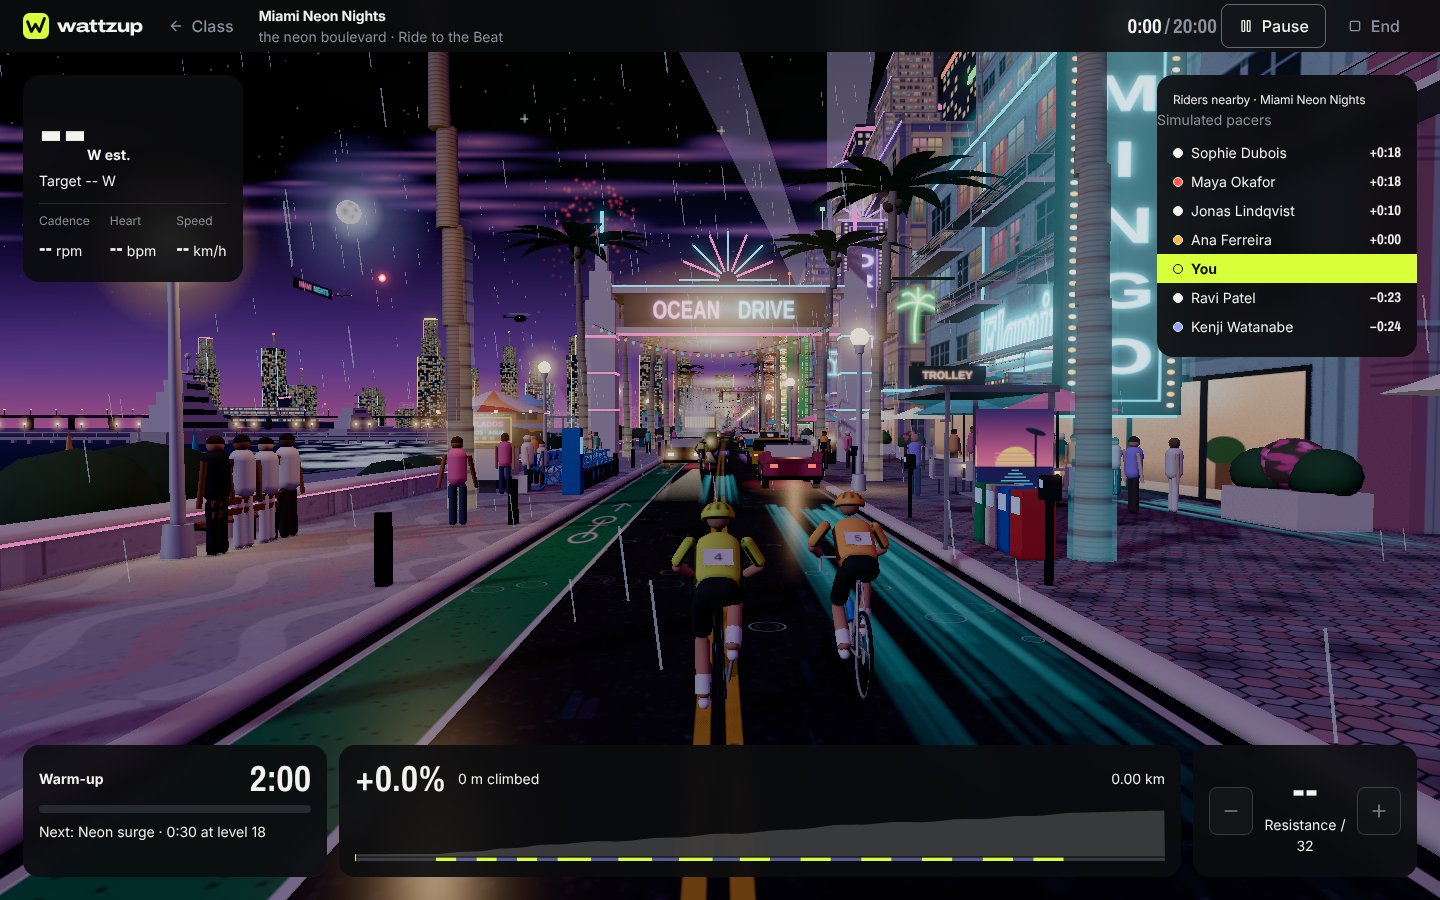 wattzup
Class
Miami Neon Nights
the neon boulevard · Ride to the Beat
0:00 / 20:00
Pause
End
--
W est.
Target -- W
Cadence Heart Speed
-- rpm -- bpm -- km/h
Riders nearby · Miami Neon Nights
Simulated pacers
Sophie Dubois +0:18
Maya Okafor +0:18
Jonas Lindqvist +0:10
Ana Ferreira +0:00
You
Ravi Patel −0:23
Kenji Watanabe −0:24
MIAMI NIGHTS
OCEAN DRIVE
MINGO
TROLLEY
4
5
Warm-up 2:00
Next: Neon surge · 0:30 at level 18
+0.0% 0 m climbed 0.00 km
--
Resistance /
32